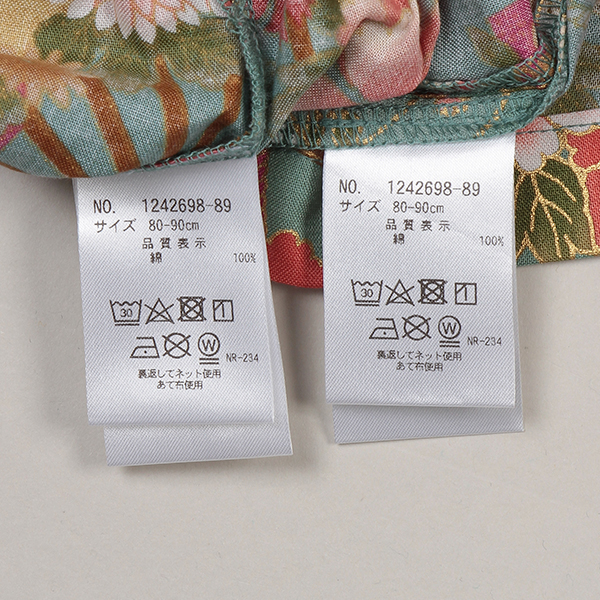 NO. 1242698-89
サイズ 80-90cm
品質表示
綿 100%
30
W
NR-234
裏返してネット使用
あて布使用
NO. 1242698-89
サイズ 80-90cm
品質表示
綿 100%
30
W
NR-234
裏返してネット使用
あて布使用